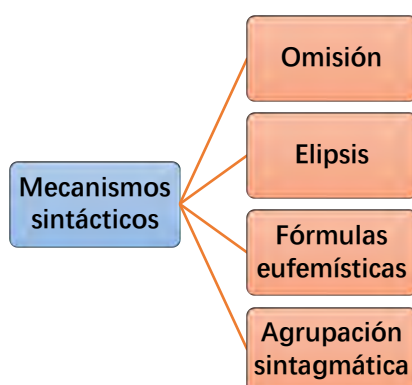 Mecanismos
sintácticos
Omisión
Elipsis
Fórmulas
eufemísticas
Agrupación
sintagmática